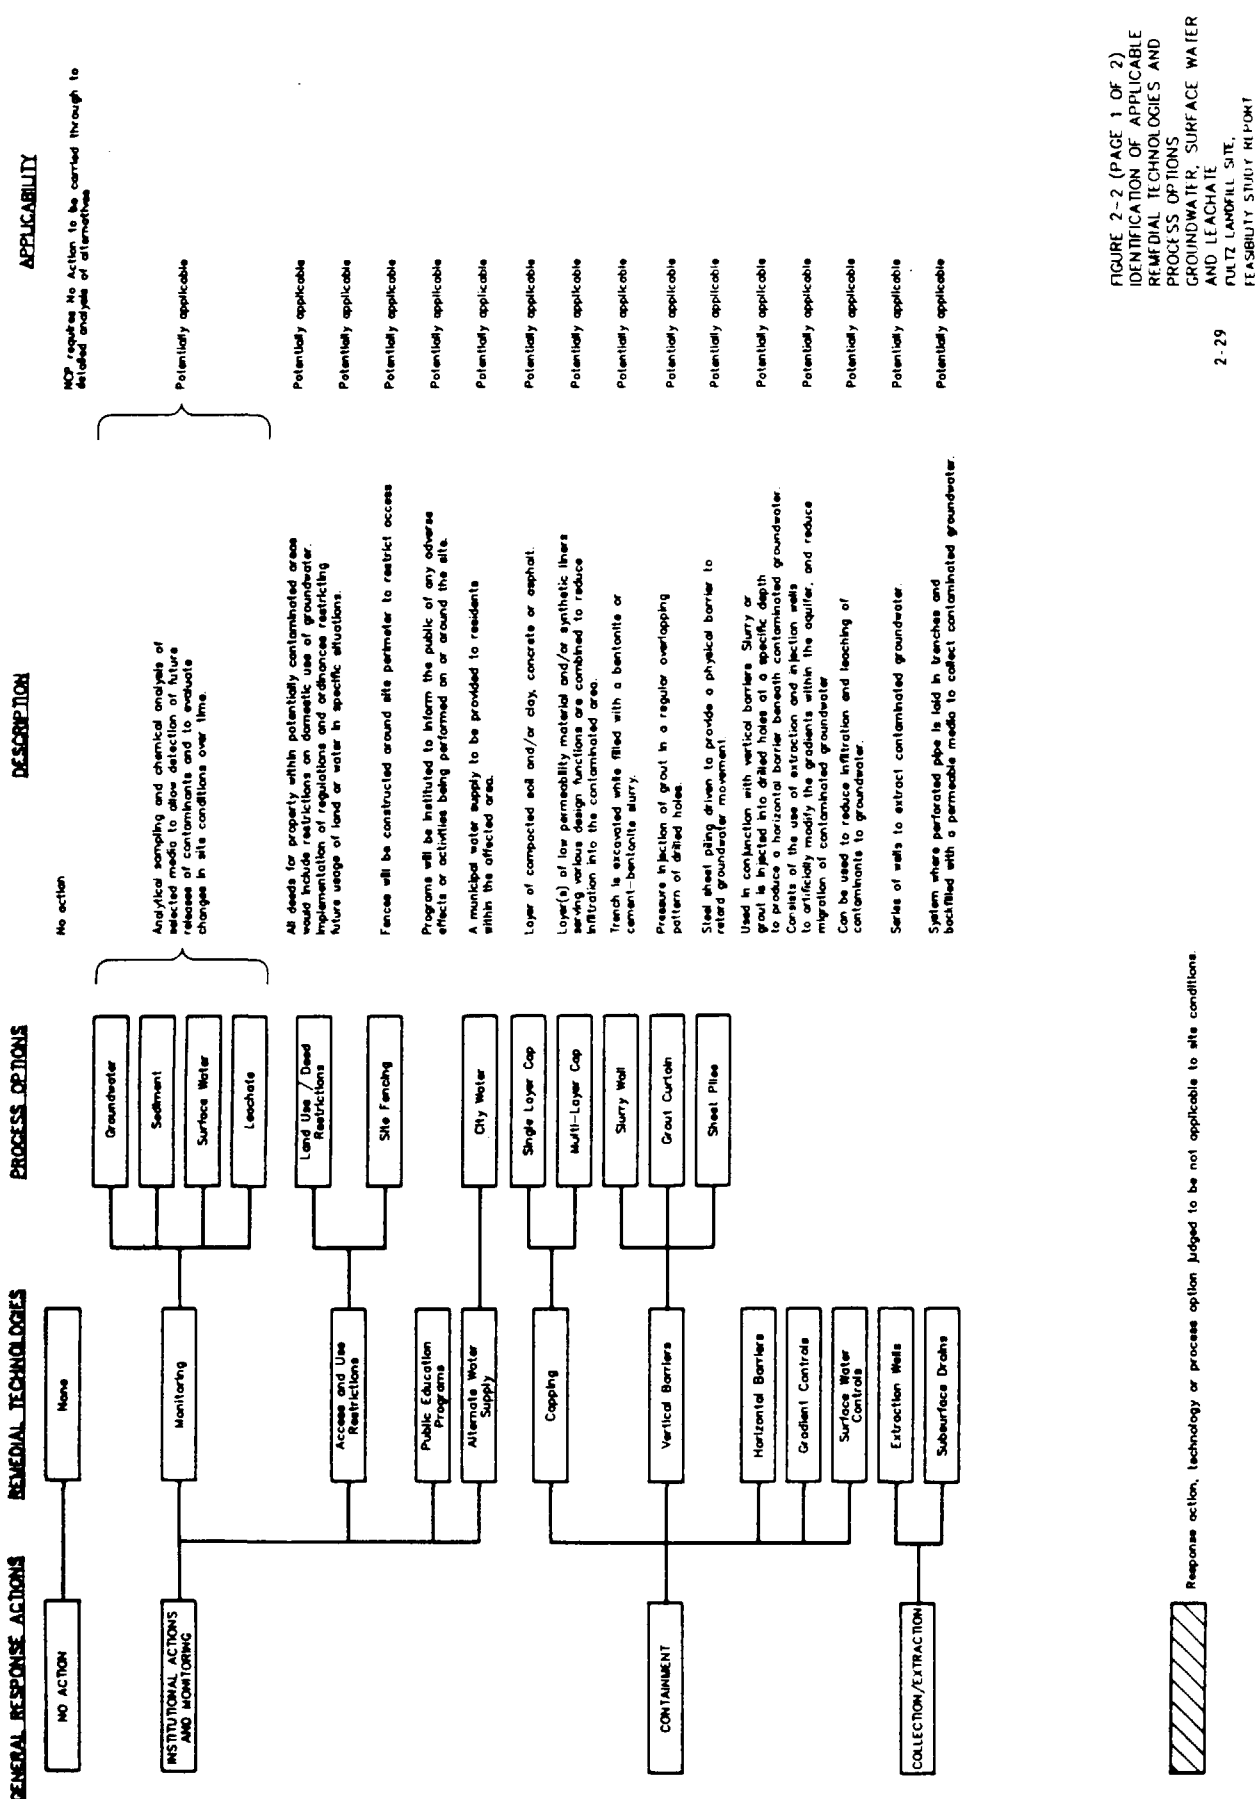 GENERAL RESPONSE ACTIONS
REMEDIAL TECHNOLOGIES
PROCESS OPTIONS
DESCRIPTION
APPLICABILITY
NO ACTION
None
No action
NCP requires No Action to be carried through to
detailed analysis of alternatives
INSTITUTIONAL ACTIONS
AND MONITORING
Monitoring
Groundwater
Sediment
Surface Water
Leachate
Analytical sampling and chemical analysis of
selected media to allow detection of future
releases of contaminants and to evaluate
changes in site conditions over time.
Potentially applicable
Access and Use
Restrictions
Land Use / Deed
Restrictions
All deeds for property within potentially contaminated areas
would include restrictions on domestic use of groundwater.
Implementation of regulations and ordinances restricting
future usage of land or water in specific situations.
Potentially applicable
Site Fencing
Fences will be constructed around site perimeter to restrict access
Potentially applicable
Public Education
Programs
Programs will be instituted to inform the public of any adverse
effects or activities being performed on or around the site.
Potentially applicable
Alternate Water
Supply
City Water
A municipal water supply to be provided to residents
within the affected area.
Potentially applicable
CONTAINMENT
Capping
Single Layer Cap
Layer of compacted soil and/or clay, concrete or asphalt.
Potentially applicable
Multi-Layer Cap
Layer(s) of low permeability material and/or synthetic liners
serving various design functions are combined to reduce
infiltration into the contaminated area.
Potentially applicable
Vertical Barriers
Slurry Wall
Trench is excavated while filled with a bentonite or
cement-bentonite slurry.
Potentially applicable
Grout Curtain
Pressure injection of grout in a regular overlapping
pattern of drilled holes.
Potentially applicable
Sheet Piles
Steel sheet piling driven to provide a physical barrier to
retard groundwater movement.
Potentially applicable
Horizontal Barriers
Used in conjunction with vertical barriers Slurry or
grout is injected into drilled holes at a specific depth
to produce a horizontal barrier beneath contaminated groundwater.
Potentially applicable
Gradient Controls
Consists of the use of extraction and injection wells
to artificially modify the gradients within the aquifer, and reduce
migration of contaminated groundwater
Potentially applicable
Surface Water
Controls
Can be used to reduce infiltration and leaching of
contaminants to groundwater.
Potentially applicable
COLLECTION/EXTRACTION
Extraction Wells
Series of wells to extract contaminated groundwater.
Potentially applicable
Subsurface Drains
System where perforated pipe is laid in trenches and
backfilled with a permeable media to collect contaminated groundwater.
Potentially applicable
Response action, technology or process option judged to be not applicable to site conditions.
FIGURE 2-2 (PAGE 1 OF 2)
IDENTIFICATION OF APPLICABLE
REMEDIAL TECHNOLOGIES AND
PROCESS OPTIONS
GROUNDWATER, SURFACE WATER
AND LEACHATE
FULTZ LANDFILL SITE,
FEASIBILITY STUDY REPORT
2-29